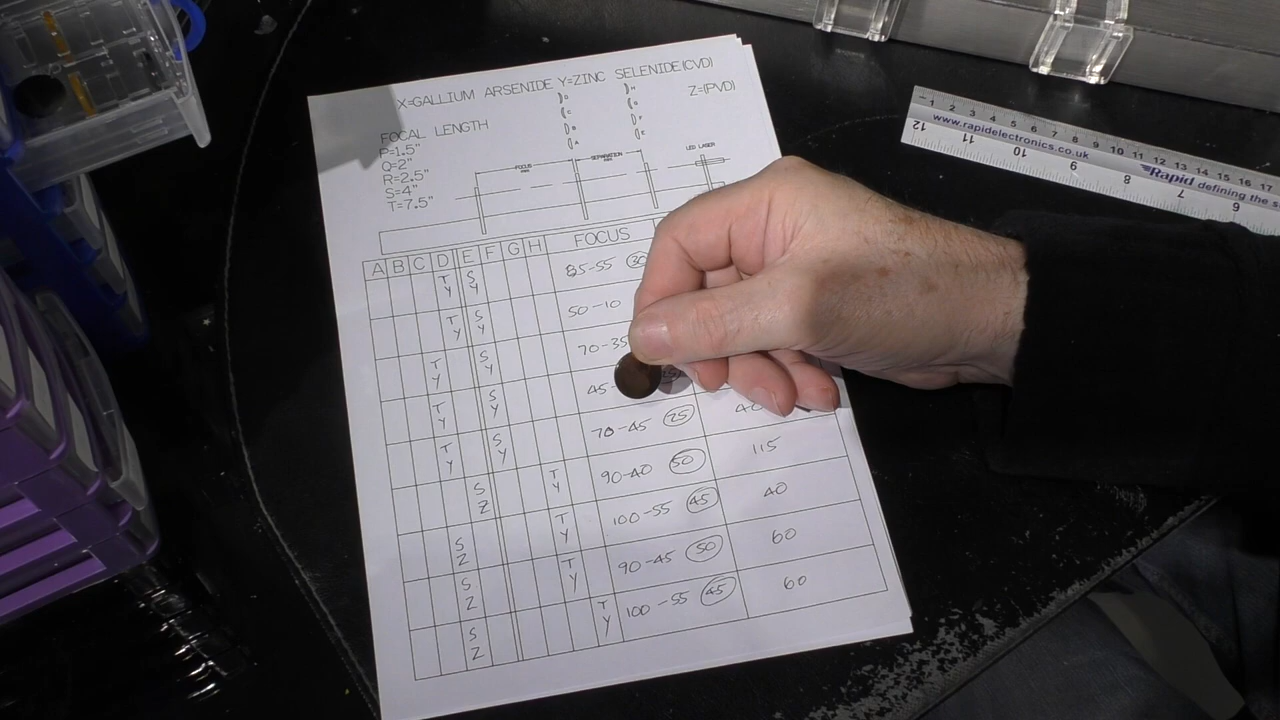 X=GALLIUM ARSENIDE Y=ZINC SELENIDE(CVD)
Z=(PVD)
FOCAL LENGTH
P=1.5"
Q=2"
R=2.5"
S=4"
T=7.5"
D
C
B
A
H
G
F
E
FOCUS
SEPARATION
LED LASER
A B C D E F G H FOCUS
T Y S Y 85-55 30
T Y S Y 50-10
T Y S Y 70-35
T Y S Y 45-
T Y S Y 70-45 25 40
S Z T Y 90-40 50 115
S Z T Y 100-55 45 40
S Z T Y 90-45 50 60
S Z T Y 100-55 45 60
1 2 3 4 5 6 7 8 9 10 11 12 13 14 15 16 17
www.rapidelectronics.co.uk
Rapid defining the s
12 11 10 9 8 7 6